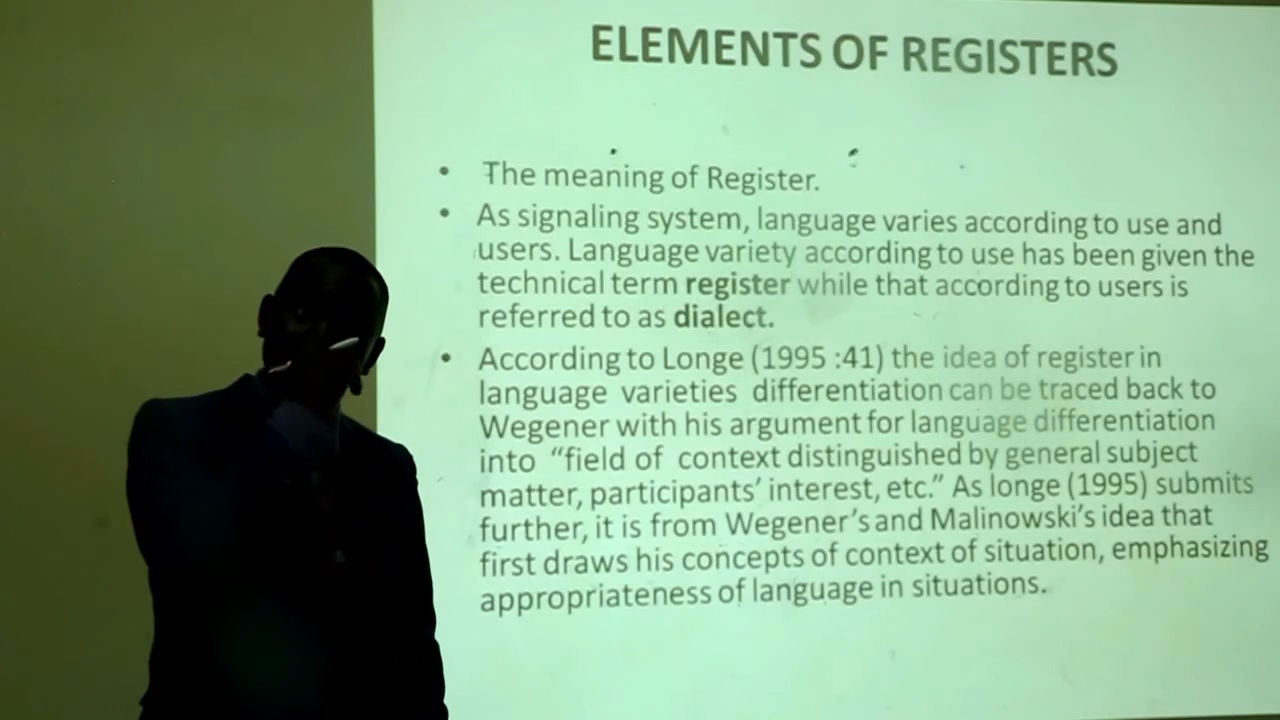 ELEMENTS OF REGISTERS
• The meaning of Register.
• As signaling system, language varies according to use and
users. Language variety according to use has been given the
technical term register while that according to users is
referred to as dialect.
• According to Longe (1995 :41) the idea of register in
language varieties differentiation can be traced back to
Wegener with his argument for language differentiation
into “field of context distinguished by general subject
matter, participants’ interest, etc.” As longe (1995) submits
further, it is from Wegener’s and Malinowski’s idea that
first draws his concepts of context of situation, emphasizing
appropriateness of language in situations.